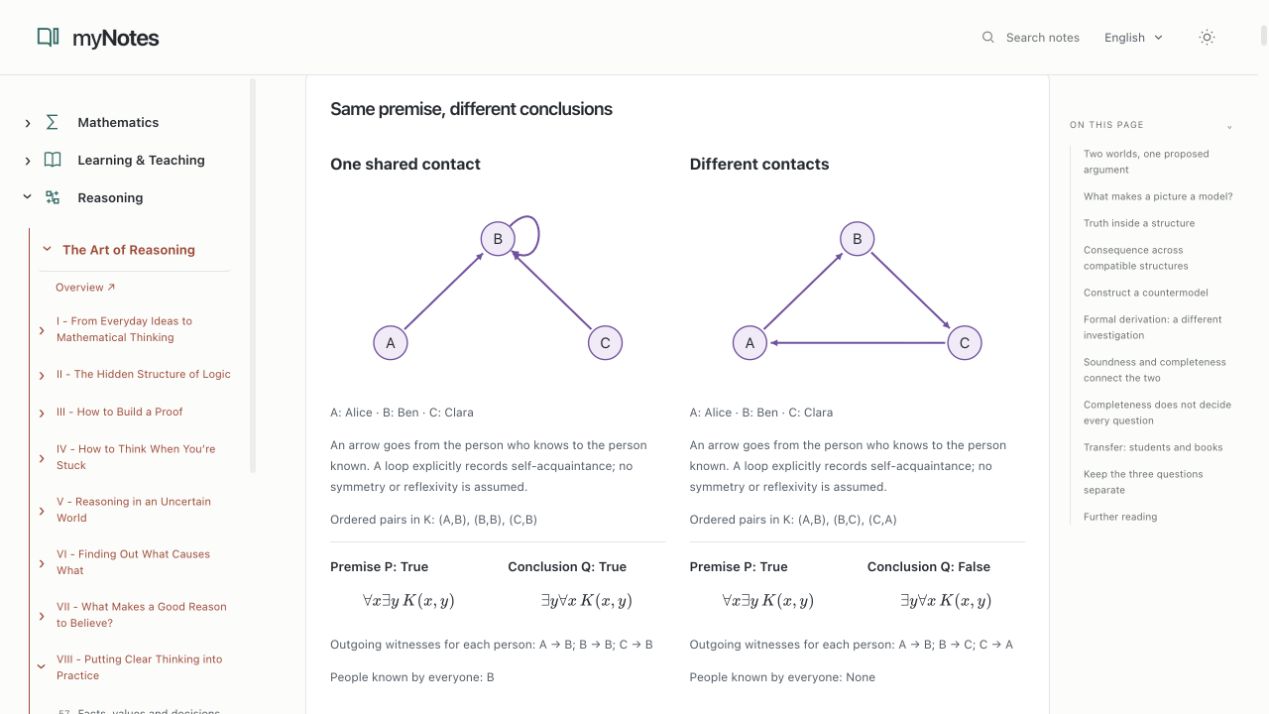 myNotes
Search notes
English
Mathematics
Learning & Teaching
Reasoning
The Art of Reasoning
Overview ↗
I - From Everyday Ideas to
Mathematical Thinking
II - The Hidden Structure of Logic
III - How to Build a Proof
IV - How to Think When You're
Stuck
V - Reasoning in an Uncertain
World
VI - Finding Out What Causes
What
VII - What Makes a Good Reason
to Believe?
VIII - Putting Clear Thinking into
Practice
Same premise, different conclusions
One shared contact
B
A
C
A: Alice · B: Ben · C: Clara
An arrow goes from the person who knows to the person
known. A loop explicitly records self-acquaintance; no
symmetry or reflexivity is assumed.
Ordered pairs in K: (A,B), (B,B), (C,B)
Premise P: True
Conclusion Q: True
∀x∃y K(x, y)
∃y∀x K(x, y)
Outgoing witnesses for each person: A → B; B → B; C → B
People known by everyone: B
Different contacts
B
A
C
A: Alice · B: Ben · C: Clara
An arrow goes from the person who knows to the person
known. A loop explicitly records self-acquaintance; no
symmetry or reflexivity is assumed.
Ordered pairs in K: (A,B), (B,C), (C,A)
Premise P: True
Conclusion Q: False
∀x∃y K(x, y)
∃y∀x K(x, y)
Outgoing witnesses for each person: A → B; B → C; C → A
People known by everyone: None
ON THIS PAGE
Two worlds, one proposed
argument
What makes a picture a model?
Truth inside a structure
Consequence across
compatible structures
Construct a countermodel
Formal derivation: a different
investigation
Soundness and completeness
connect the two
Completeness does not decide
every question
Transfer: students and books
Keep the three questions
separate
Further reading